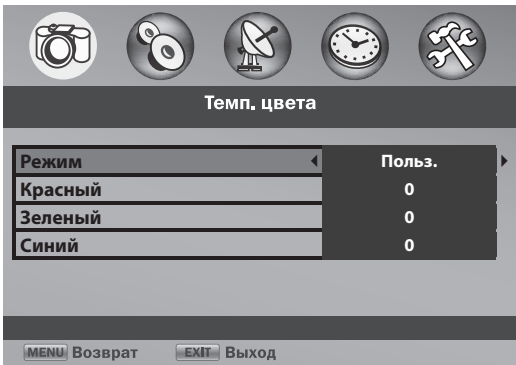 Темп. цвета
Режим Польз.
Красный 0
Зеленый 0
Синий 0
MENU Возврат EXIT Выход